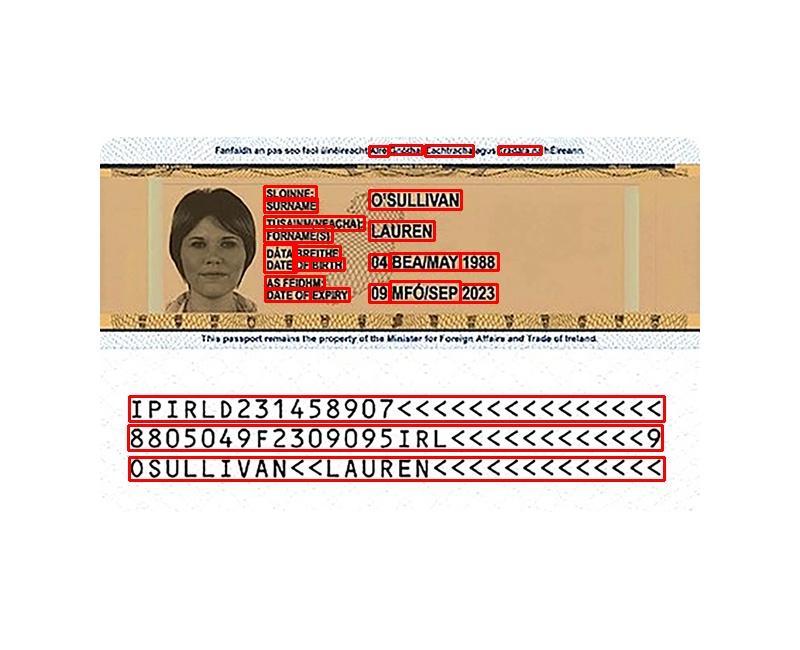 Fanfaidh an pas seo faoi úinéireacht Aire Gnótha Eachtracha agus Trádála na hÉireann.
SLOINNE:
SURNAME
O'SULLIVAN
TUSAINM(NEACHA):
FORNAME(S)
LAUREN
DÁTA BREITHE
DATE OF BIRTH
04 BEA/MAY 1988
AS FEIDHM:
DATE OF EXPIRY
09 MFÓ/SEP 2023
This passport remains the property of the Minister for Foreign Affairs and Trade of Ireland.
IPIRLD231458907<<<<<<<<<<<<<<<
8805049F2309095IRL<<<<<<<<<<<9
OSULLIVAN<<LAUREN<<<<<<<<<<<<<